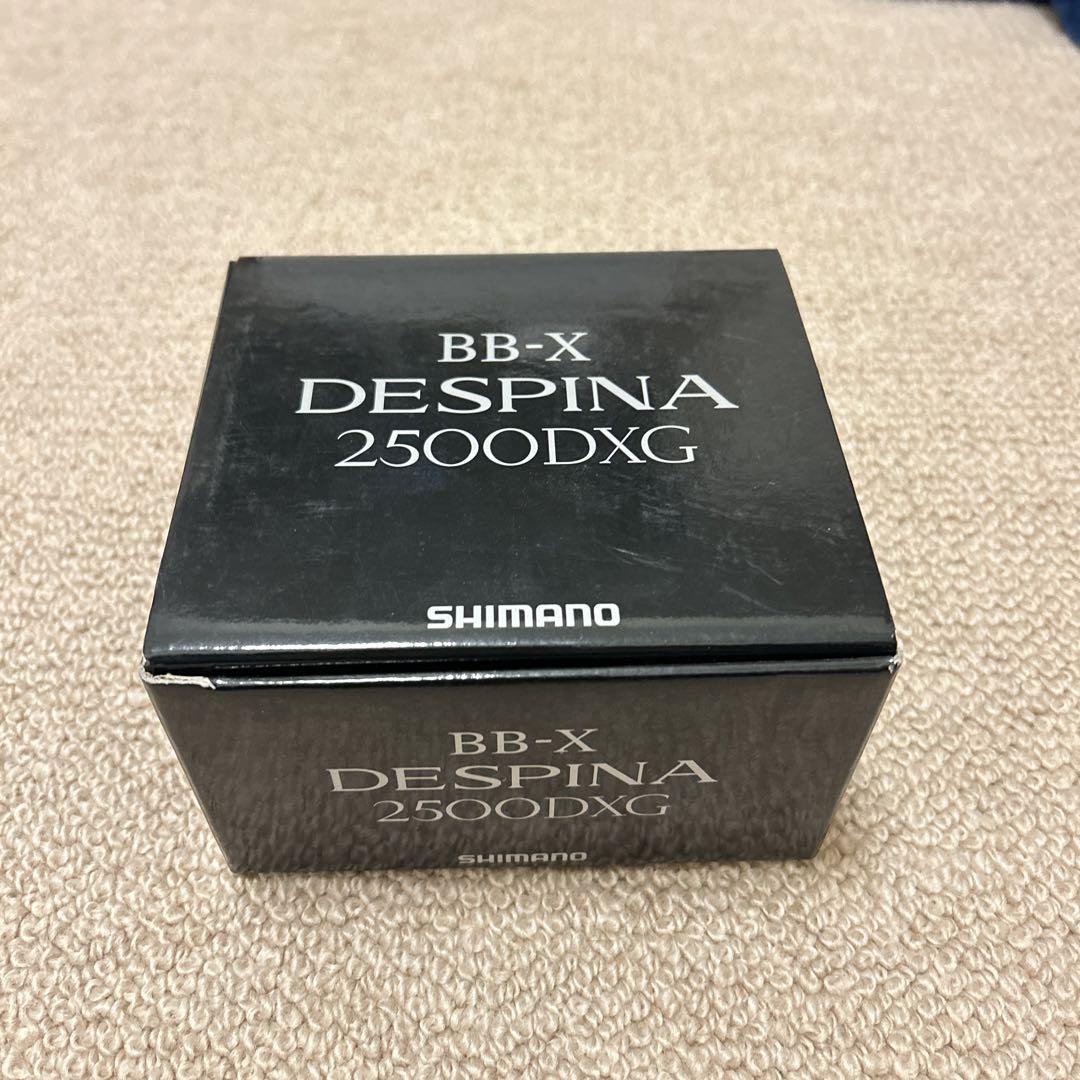 BB-X
DESPINA
2500DXG
SHIMANO
BB-X
DESPINA
2500DXG
SHIMANO